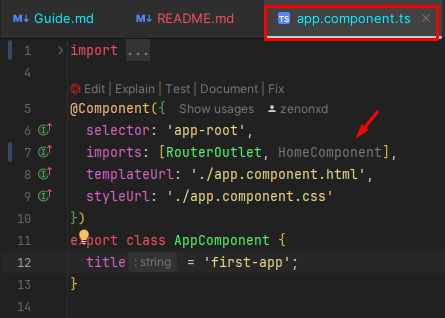 M↓ Guide.md M↓ README.md TS app.component.ts ×
1 > import ...
4
Edit | Explain | Test | Document | Fix
5 @Component({ Show usages zenonxd
6 selector: 'app-root',
7 imports: [RouterOutlet, HomeComponent],
8 templateUrl: './app.component.html',
9 styleUrl: './app.component.css'
10 })
11 export class AppComponent {
12 title : string = 'first-app';
13 }
14